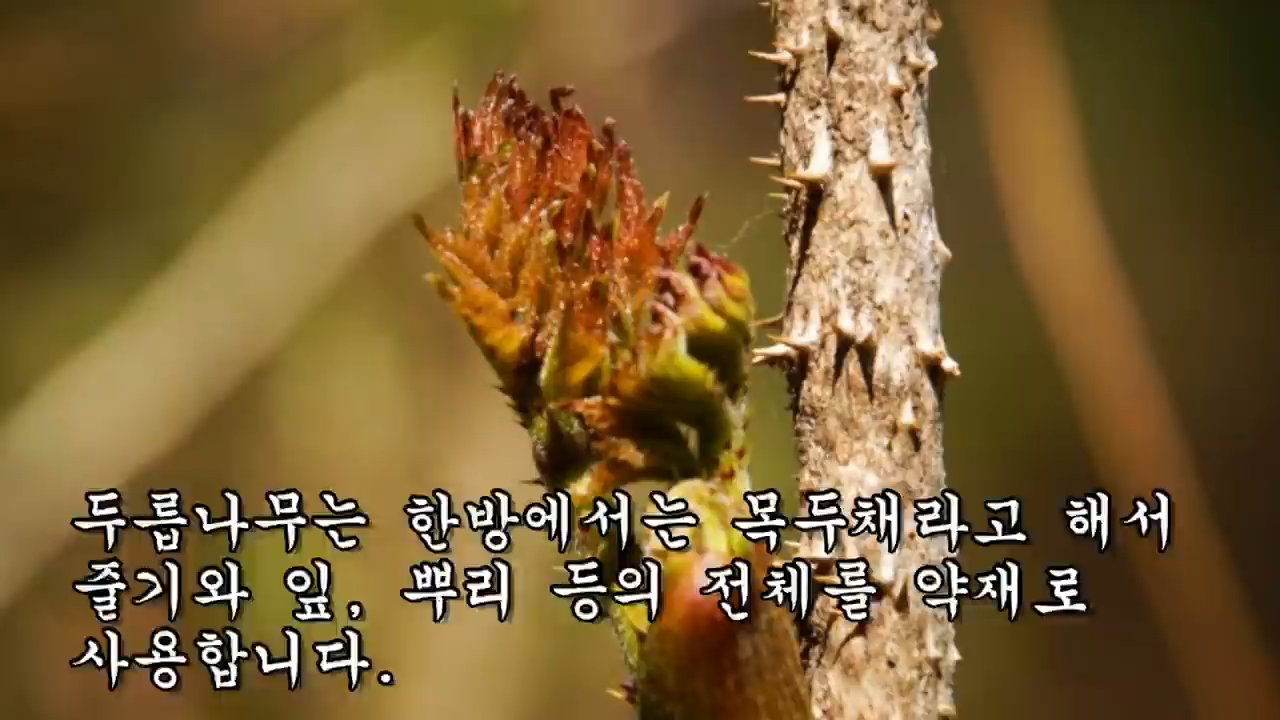 두릅나무는 한방에서는 목두채라고 해서
줄기와 잎, 뿌리 등의 전체를 약재로
사용합니다.